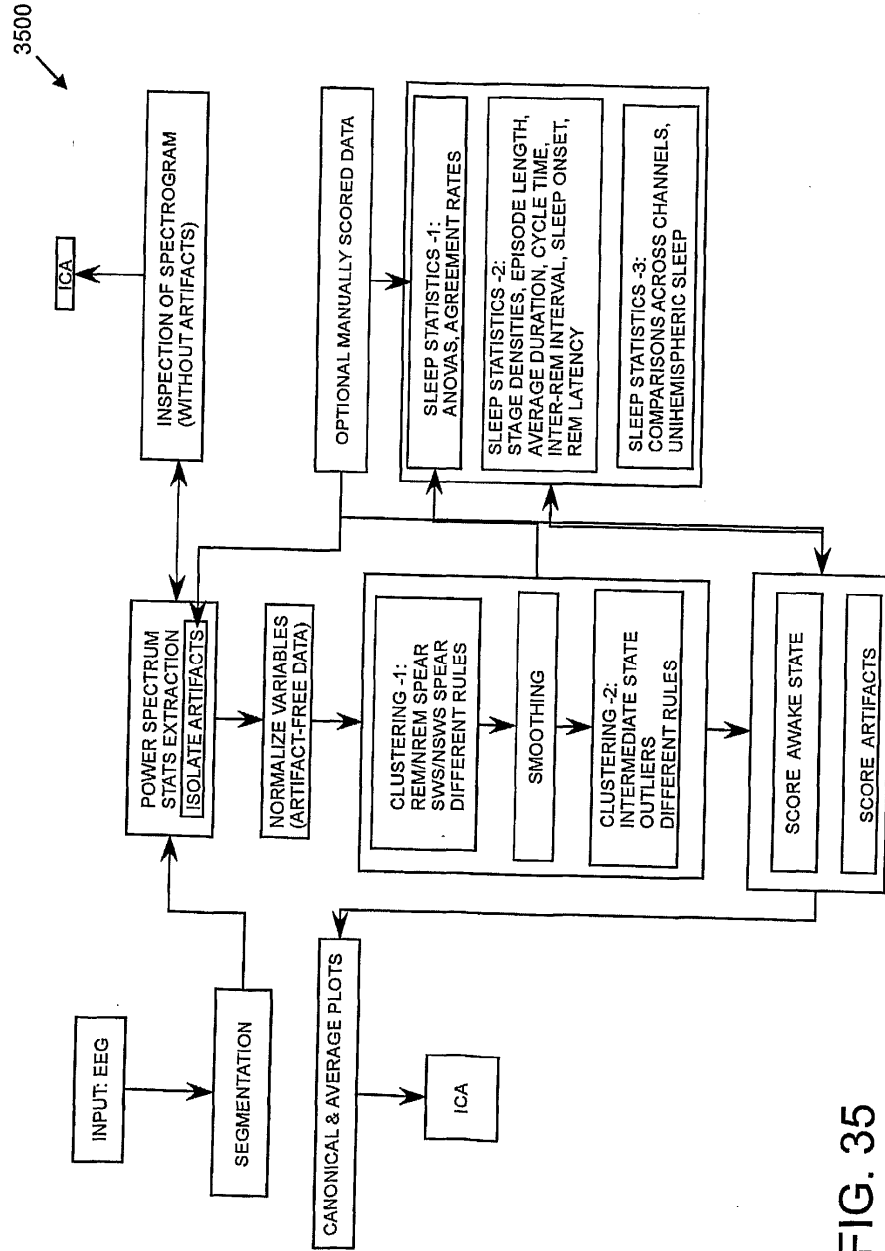 3500
INPUT: EEG
SEGMENTATION
POWER SPECTRUM
STATS EXTRACTION
ISOLATE ARTIFACTS
INSPECTION OF SPECTROGRAM
(WITHOUT ARTIFACTS)
ICA
NORMALIZE VARIABLES
(ARTIFACT-FREE DATA)
OPTIONAL MANUALLY SCORED DATA
CLUSTERING -1:
REM/NREM SPEAR
SWS/NSWS SPEAR
DIFFERENT RULES
SMOOTHING
CLUSTERING -2:
INTERMEDIATE STATE
OUTLIERS
DIFFERENT RULES
SLEEP STATISTICS -1:
ANOVAS, AGREEMENT RATES
SLEEP STATISTICS -2:
STAGE DENSITIES, EPISODE LENGTH,
AVERAGE DURATION, CYCLE TIME,
INTER-REM INTERVAL, SLEEP ONSET,
REM LATENCY
SLEEP STATISTICS -3:
COMPARISONS ACROSS CHANNELS,
UNIHEMISPHERIC SLEEP
CANONICAL & AVERAGE PLOTS
ICA
SCORE AWAKE STATE
SCORE ARTIFACTS
FIG. 35